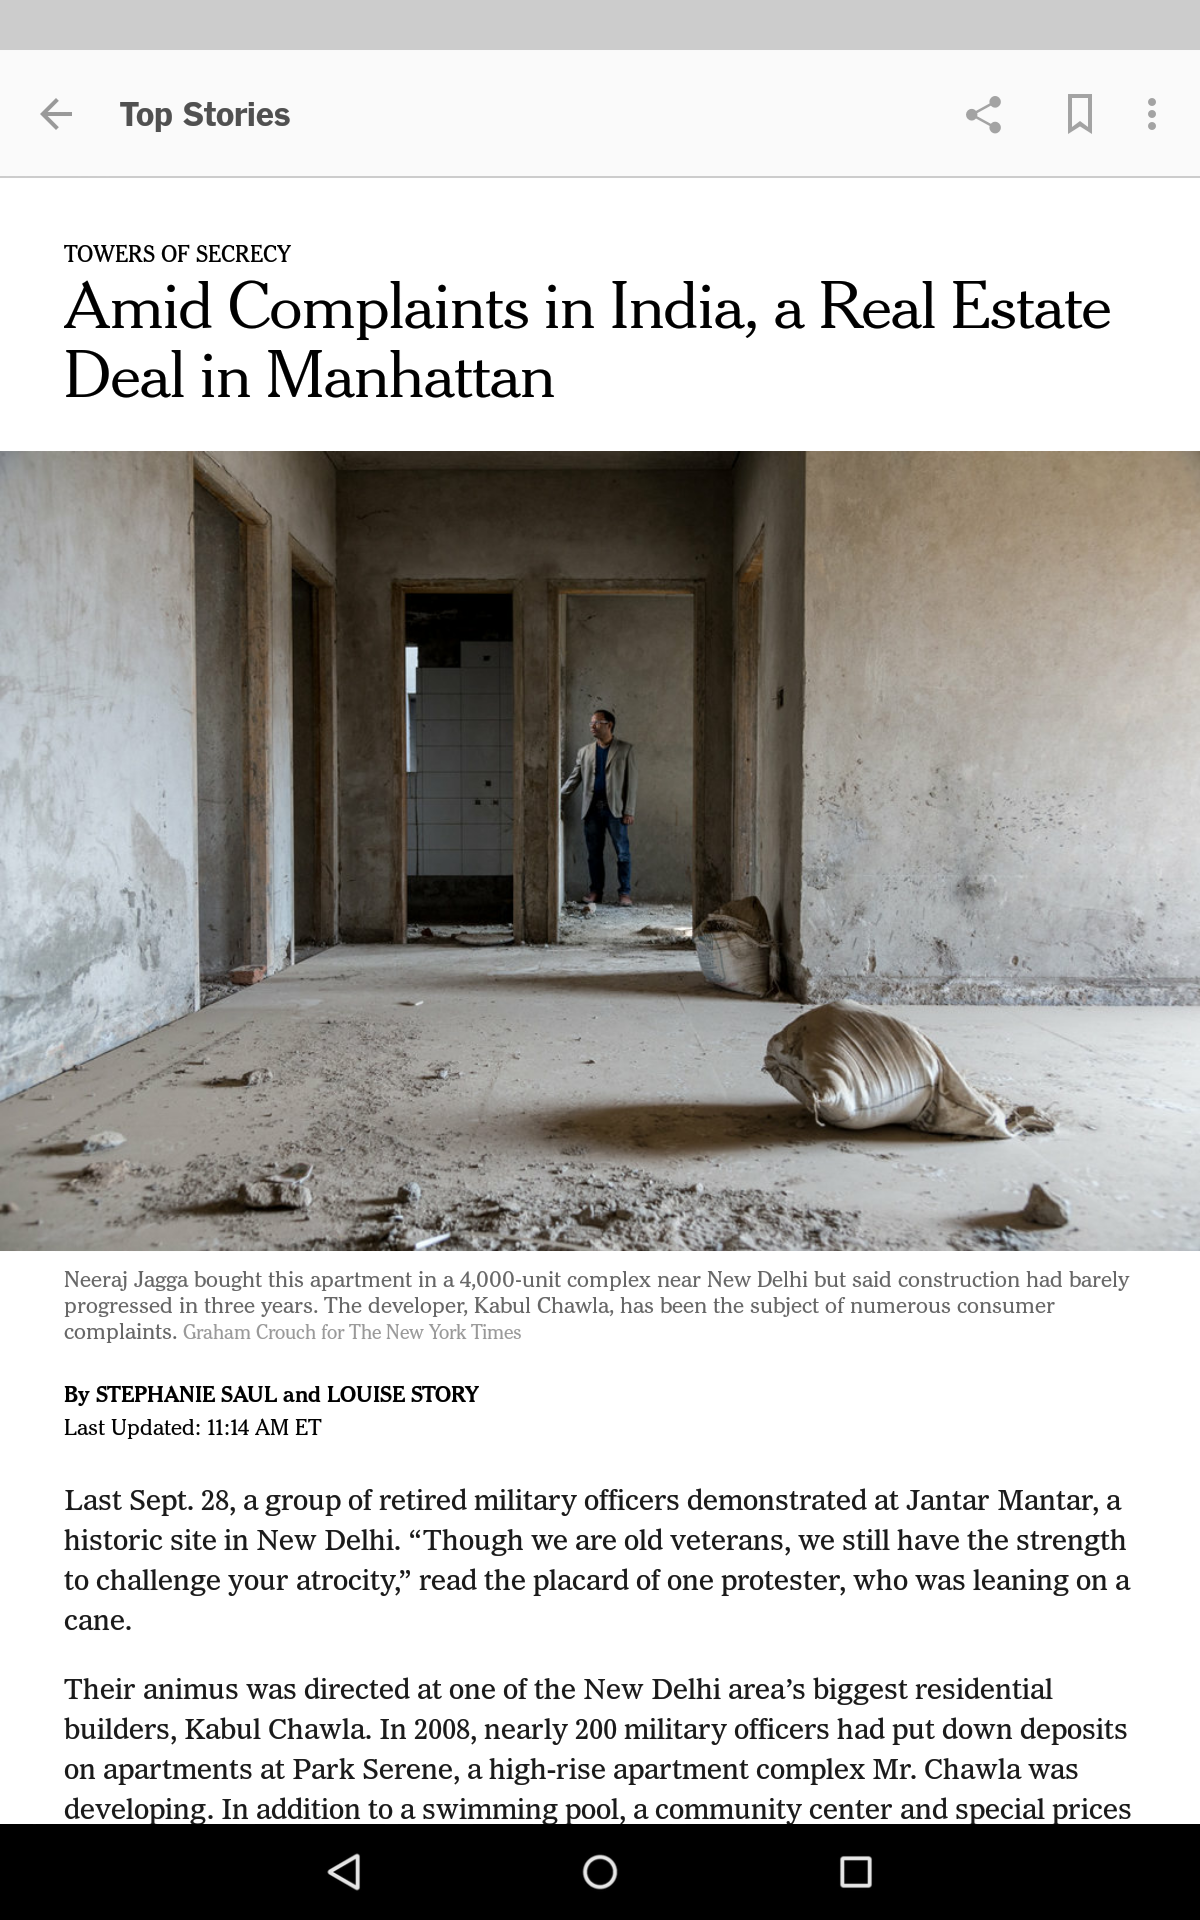 Top Stories
TOWERS OF SECRECY
Amid Complaints in India, a Real Estate
Deal in Manhattan
Neeraj Jagga bought this apartment in a 4,000-unit complex near New Delhi but said construction had barely
progressed in three years. The developer, Kabul Chawla, has been the subject of numerous consumer
complaints. Graham Crouch for The New York Times
By STEPHANIE SAUL and LOUISE STORY
Last Updated: 11:14 AM ET
Last Sept. 28, a group of retired military officers demonstrated at Jantar Mantar, a
historic site in New Delhi. “Though we are old veterans, we still have the strength
to challenge your atrocity,” read the placard of one protester, who was leaning on a
cane.
Their animus was directed at one of the New Delhi area’s biggest residential
builders, Kabul Chawla. In 2008, nearly 200 military officers had put down deposits
on apartments at Park Serene, a high-rise apartment complex Mr. Chawla was
developing. In addition to a swimming pool, a community center and special prices